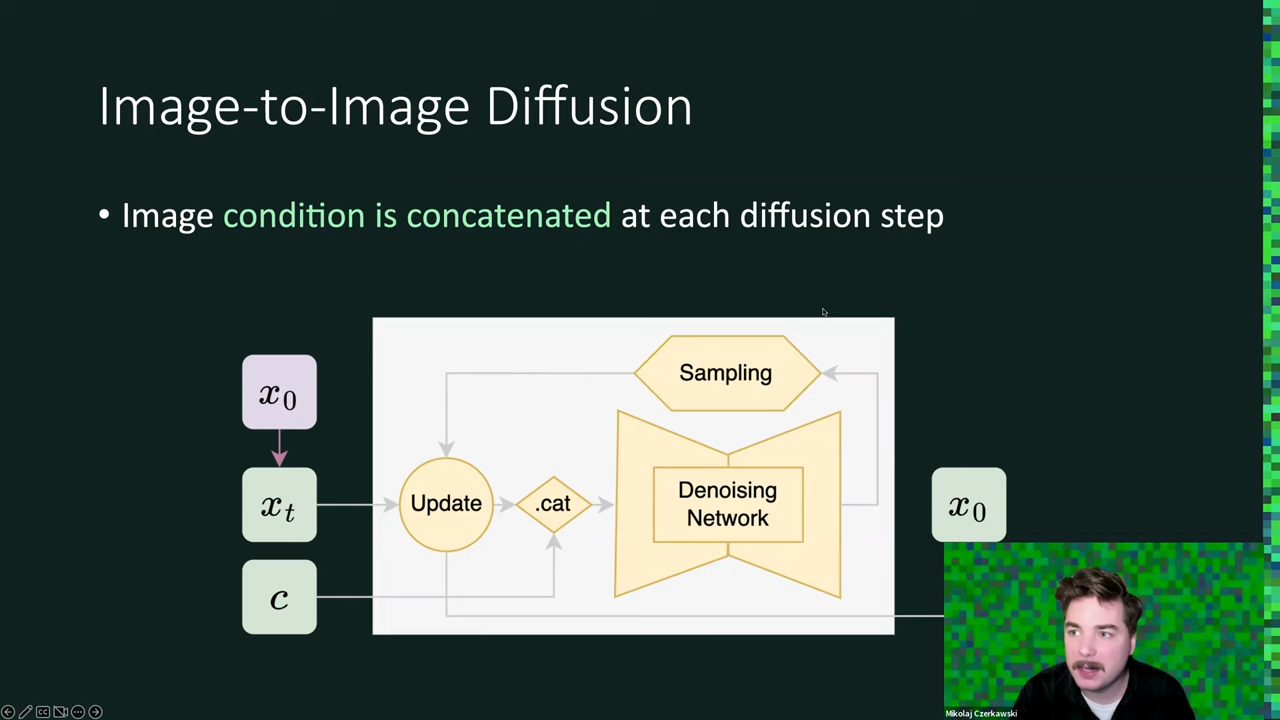 Image-to-Image Diffusion
• Image condition is concatenated at each diffusion step
x₀
Sampling
xₜ
Update
.cat
Denoising
Network
x₀
c
Mikolaj Czerkawski